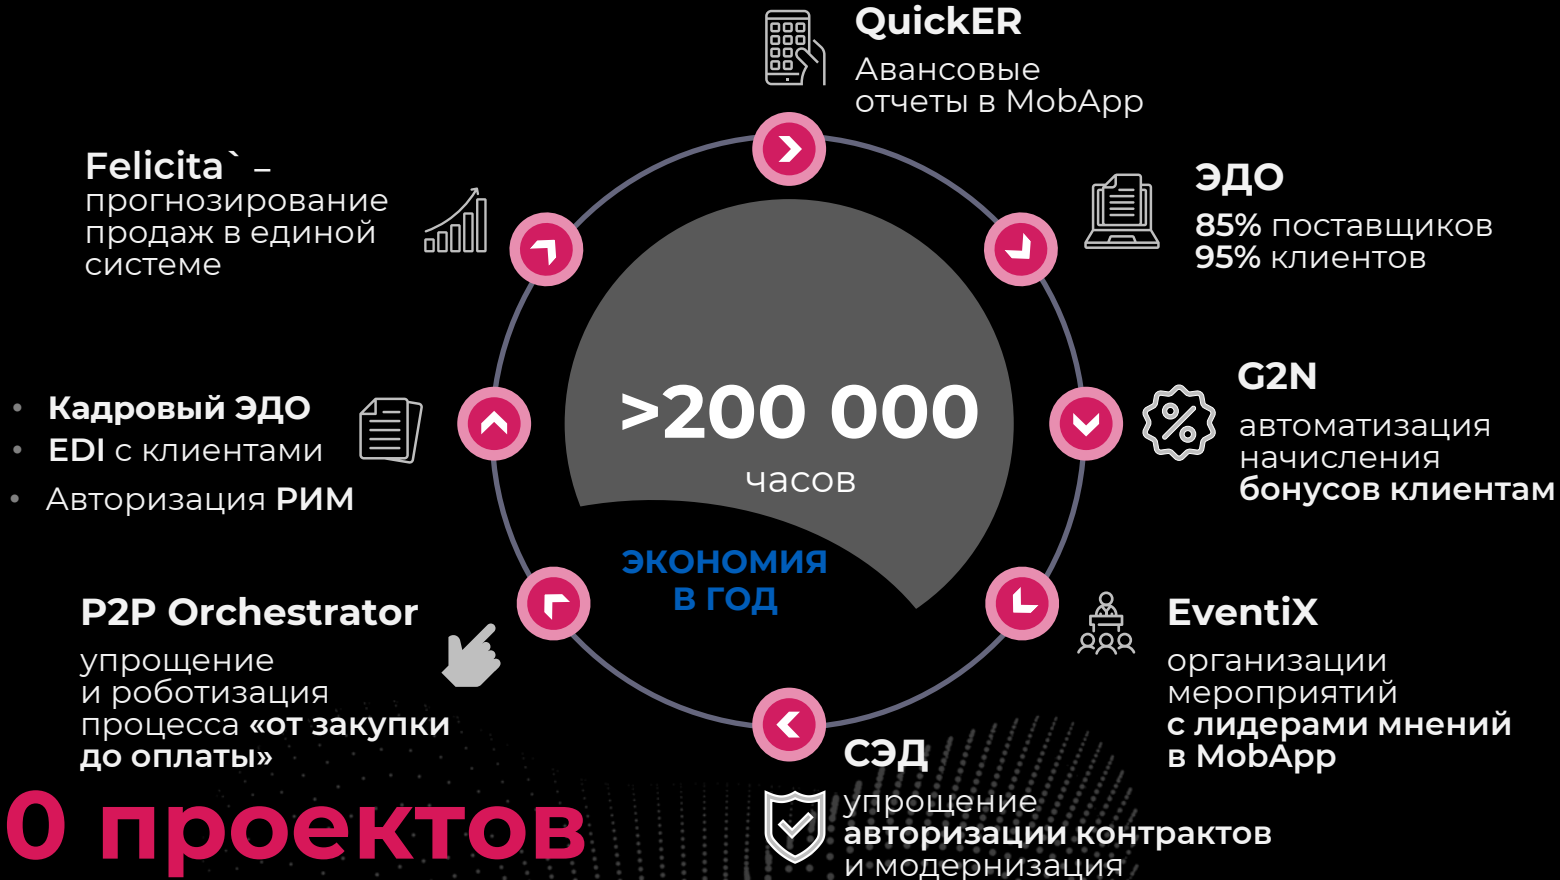 QuickER
Авансовые
отчеты в MobApp
ЭДО
85% поставщиков
95% клиентов
G2N
автоматизация
начисления
бонусов клиентам
EventiX
организации
мероприятий
с лидерами мнений
в MobApp
СЭД
упрощение
авторизации контрактов
и модернизация
P2P Orchestrator
упрощение
и роботизация
процесса «от закупки
до оплаты»
• Кадровый ЭДО
• EDI с клиентами
• Авторизация РИМ
Felicita` –
прогнозирование
продаж в единой
системе
>200 000
часов
ЭКОНОМИЯ
В ГОД
0 проектов